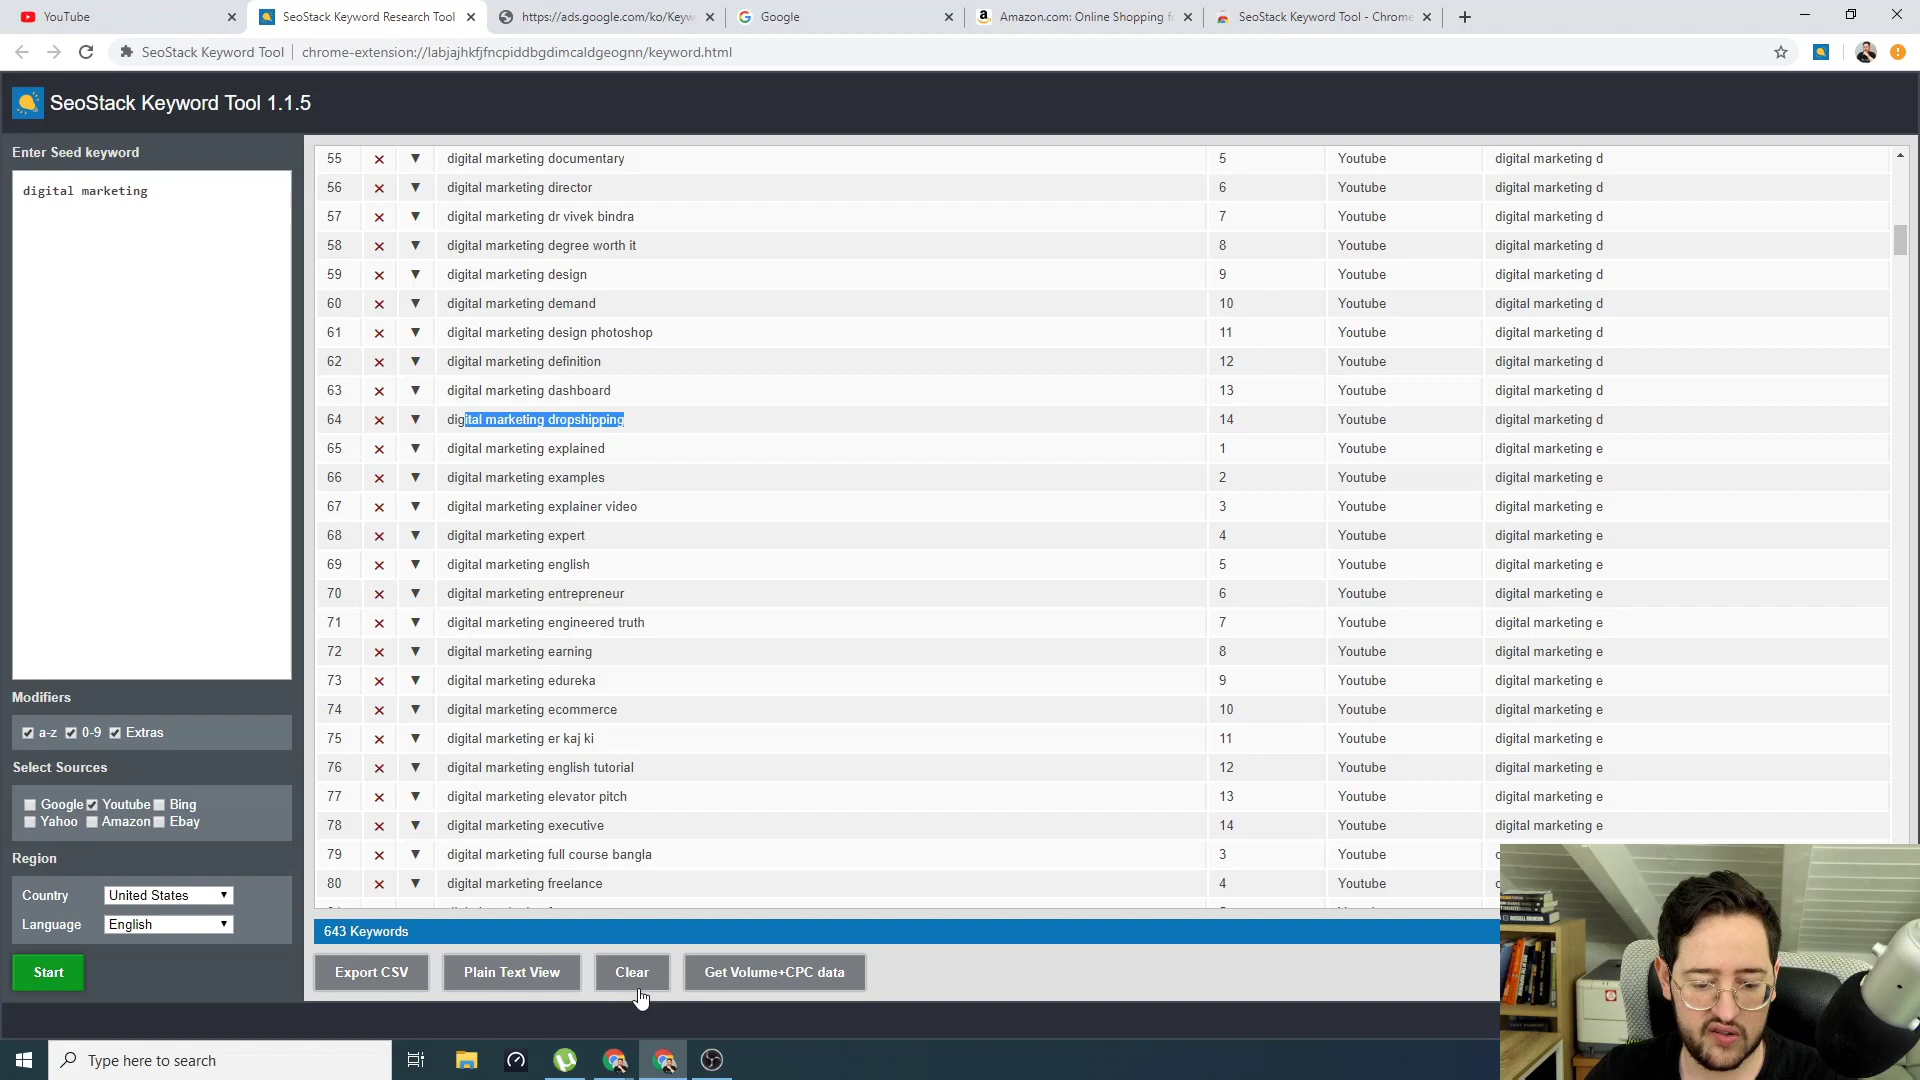 YouTube
SeoStack Keyword Research Tool
https://ads.google.com/ko/Keyw
Google
Amazon.com: Online Shopping f
SeoStack Keyword Tool - Chrome
SeoStack Keyword Tool
chrome-extension://labjajhkfjfncpiddbgdimcaldgeognn/keyword.html
SeoStack Keyword Tool 1.1.5
Enter Seed keyword
digital marketing
Modifiers
a-z 0-9 Extras
Select Sources
Google Youtube Bing
Yahoo Amazon Ebay
Region
Country United States
Language English
Start
55 digital marketing documentary 5 Youtube digital marketing d
56 digital marketing director 6 Youtube digital marketing d
57 digital marketing dr vivek bindra 7 Youtube digital marketing d
58 digital marketing degree worth it 8 Youtube digital marketing d
59 digital marketing design 9 Youtube digital marketing d
60 digital marketing demand 10 Youtube digital marketing d
61 digital marketing design photoshop 11 Youtube digital marketing d
62 digital marketing definition 12 Youtube digital marketing d
63 digital marketing dashboard 13 Youtube digital marketing d
64 digital marketing dropshipping 14 Youtube digital marketing d
65 digital marketing explained 1 Youtube digital marketing e
66 digital marketing examples 2 Youtube digital marketing e
67 digital marketing explainer video 3 Youtube digital marketing e
68 digital marketing expert 4 Youtube digital marketing e
69 digital marketing english 5 Youtube digital marketing e
70 digital marketing entrepreneur 6 Youtube digital marketing e
71 digital marketing engineered truth 7 Youtube digital marketing e
72 digital marketing earning 8 Youtube digital marketing e
73 digital marketing edureka 9 Youtube digital marketing e
74 digital marketing ecommerce 10 Youtube digital marketing e
75 digital marketing er kaj ki 11 Youtube digital marketing e
76 digital marketing english tutorial 12 Youtube digital marketing e
77 digital marketing elevator pitch 13 Youtube digital marketing e
78 digital marketing executive 14 Youtube digital marketing e
79 digital marketing full course bangla 3 Youtube
80 digital marketing freelance 4 Youtube
643 Keywords
Export CSV
Plain Text View
Clear
Get Volume+CPC data
Type here to search